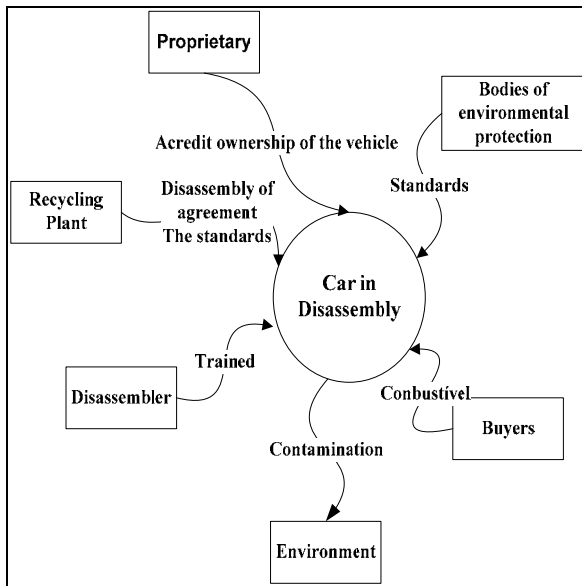 Proprietary
Bodies of
environmental
protection
Acredit ownership of the vehicle
Standards
Recycling
Plant
Disassembly of
agreement
The standards
Car in
Disassembly
Trained
Disassembler
Conbustível
Buyers
Contamination
Environment